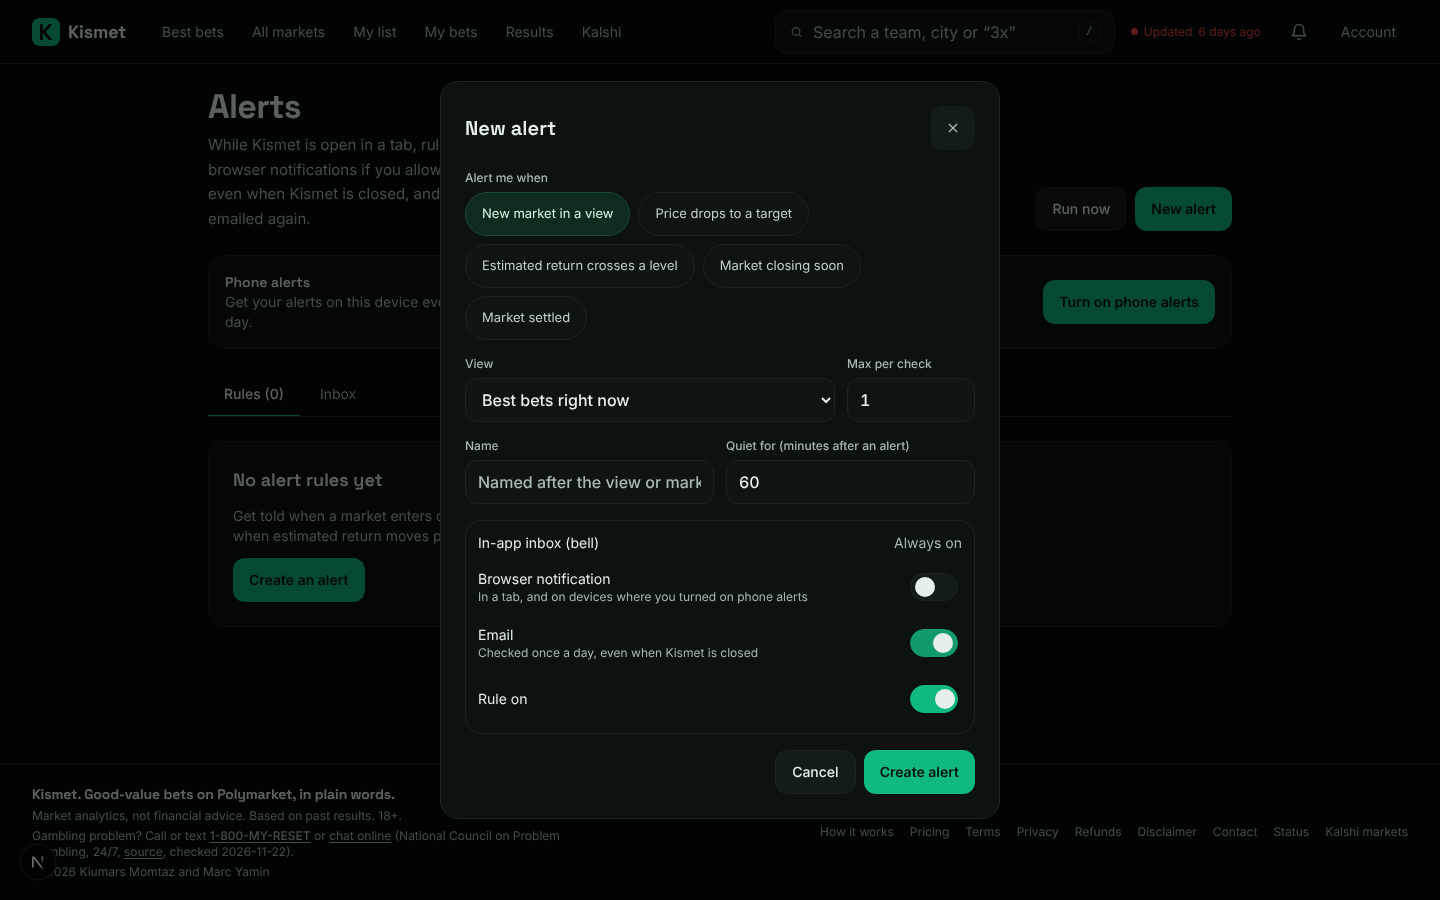 Kismet
Best bets
All markets
My list
My bets
Results
Kalshi
Search a team, city or “3x”
/
Updated 6 days ago
Account
Alerts
While Kismet is open in a tab, rul
browser notifications if you allow
even when Kismet is closed, and
emailed again.
Run now
New alert
Phone alerts
Get your alerts on this device eve
day.
Turn on phone alerts
Rules (0)
Inbox
No alert rules yet
Get told when a market enters
when estimated return moves p
Create an alert
New alert
Alert me when
New market in a view
Price drops to a target
Estimated return crosses a level
Market closing soon
Market settled
View
Max per check
Best bets right now
1
Name
Quiet for (minutes after an alert)
Named after the view or mark
60
In-app inbox (bell)
Always on
Browser notification
In a tab, and on devices where you turned on phone alerts
Email
Checked once a day, even when Kismet is closed
Rule on
Cancel
Create alert
Kismet. Good-value bets on Polymarket, in plain words.
Market analytics, not financial advice. Based on past results. 18+.
Gambling problem? Call or text 1-800-MY-RESET or chat online (National Council on Problem
mbling, 24/7, source, checked 2026-11-22).
026 Kiumars Momtaz and Marc Yamin
How it works
Pricing
Terms
Privacy
Refunds
Disclaimer
Contact
Status
Kalshi markets